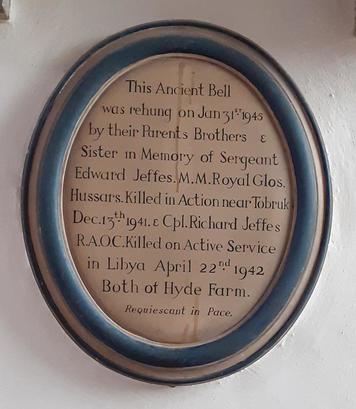 This Ancient Bell
was rehung on Jan 31st 1945
by their Parents Brothers &
Sister in Memory of Sergeant
Edward Jeffes. M.M. Royal Glos.
Hussars. Killed in Action near Tobruk
Dec. 13th 1941. & Cpl. Richard Jeffes
R.A.O.C. Killed on Active Service
in Libya April 22nd 1942
Both of Hyde Farm.
Requiescant in Pace.